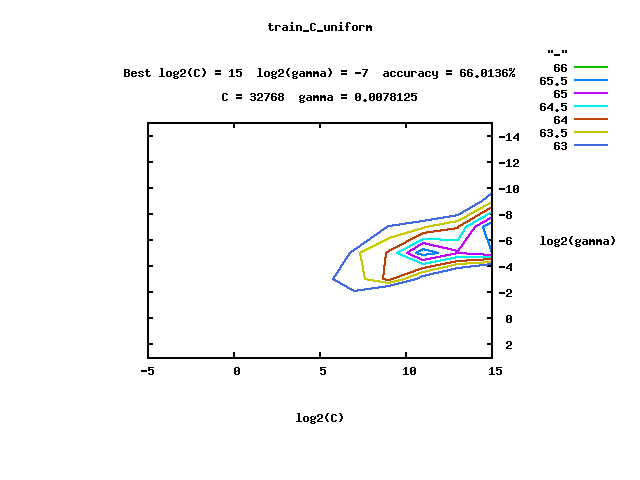 train_C_uniform
Best log2(C) = 15  log2(gamma) = -7  accuracy = 66.0136%
C = 32768  gamma = 0.0078125
"-"
66
65.5
65
64.5
64
63.5
63
-14
-12
-10
-8
-6
-4
-2
0
2
log2(gamma)
-5 0 5 10 15
log2(C)